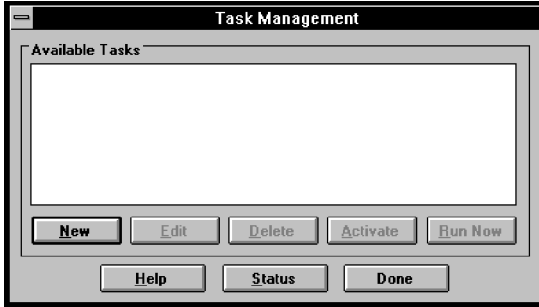 Task Management
Available Tasks
New Edit Delete Activate Run Now
Help Status Done